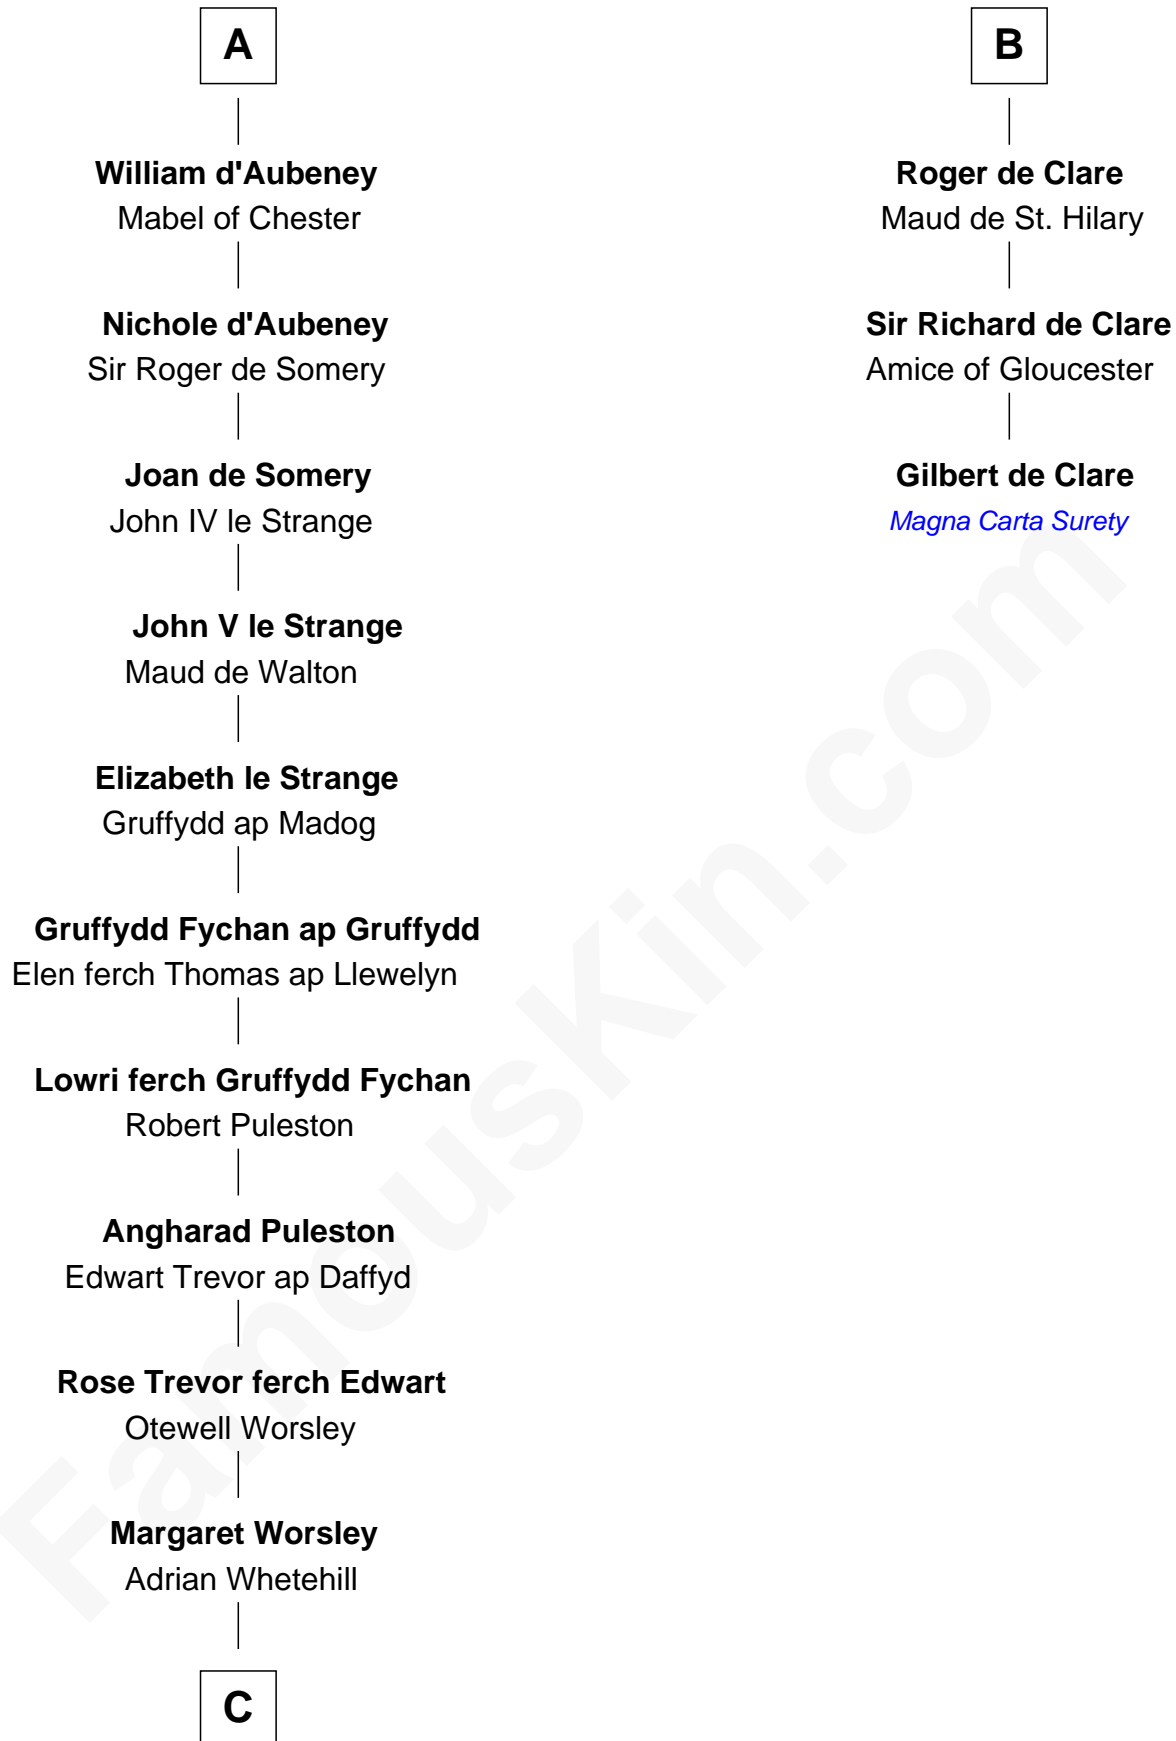 A
William d'Aubeney
Mabel of Chester
Nichole d'Aubeney
Sir Roger de Somery
Joan de Somery
John IV le Strange
John V le Strange
Maud de Walton
Elizabeth le Strange
Gruffydd ap Madog
Gruffydd Fychan ap Gruffydd
Elen ferch Thomas ap Llewelyn
Lowri ferch Gruffydd Fychan
Robert Puleston
Angharad Puleston
Edwart Trevor ap Daffyd
Rose Trevor ferch Edwart
Otewell Worsley
Margaret Worsley
Adrian Whetehill
C
B
Roger de Clare
Maud de St. Hilary
Sir Richard de Clare
Amice of Gloucester
Gilbert de Clare
Magna Carta Surety
FamousKin.com